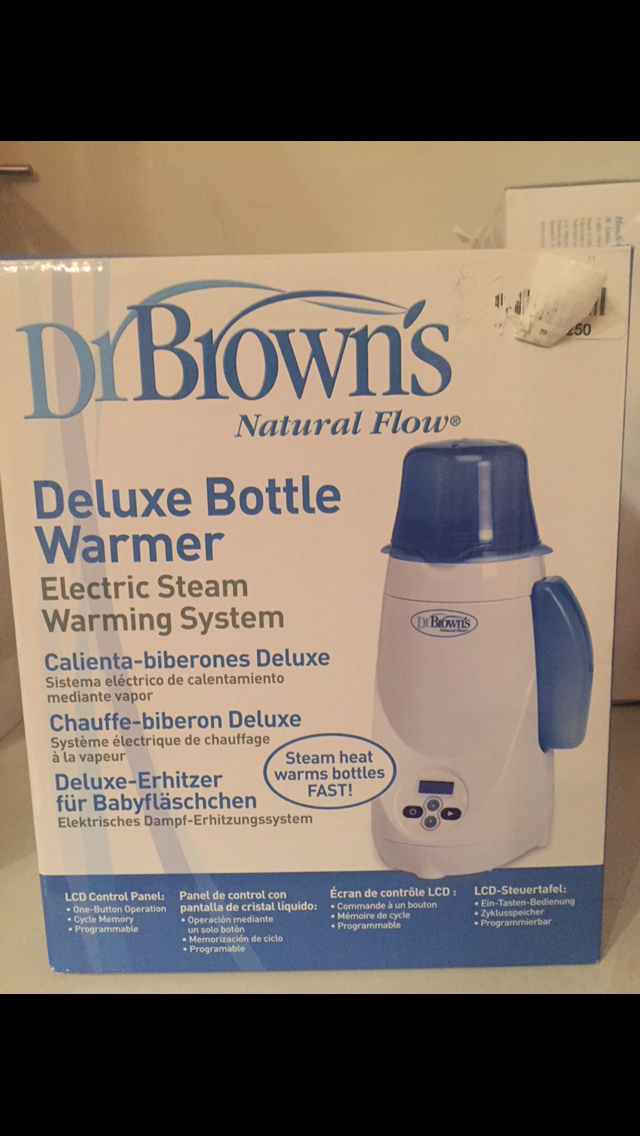 DrBrown's
Natural Flow®
250
Deluxe Bottle
Warmer
Electric Steam
Warming System
Calienta-biberones Deluxe
Sistema eléctrico de calentamiento
mediante vapor
Chauffe-biberon Deluxe
Système électrique de chauffage
à la vapeur
Deluxe-Erhitzer
für Babyfläschchen
Elektrisches Dampf-Erhitzungssystem
Steam heat
warms bottles
FAST!
DrBrown's
Natural Flow
LCD Control Panel:
• One-Button Operation
• Cycle Memory
• Programmable
Panel de control con
pantalla de cristal líquido:
• Operación mediante
un solo botón
• Memorización de ciclo
• Programable
Écran de contrôle LCD :
• Commande à un bouton
• Mémoire de cycle
• Programmable
LCD-Steuertafel:
• Ein-Tasten-Bedienung
• Zyklusspeicher
• Programmierbar